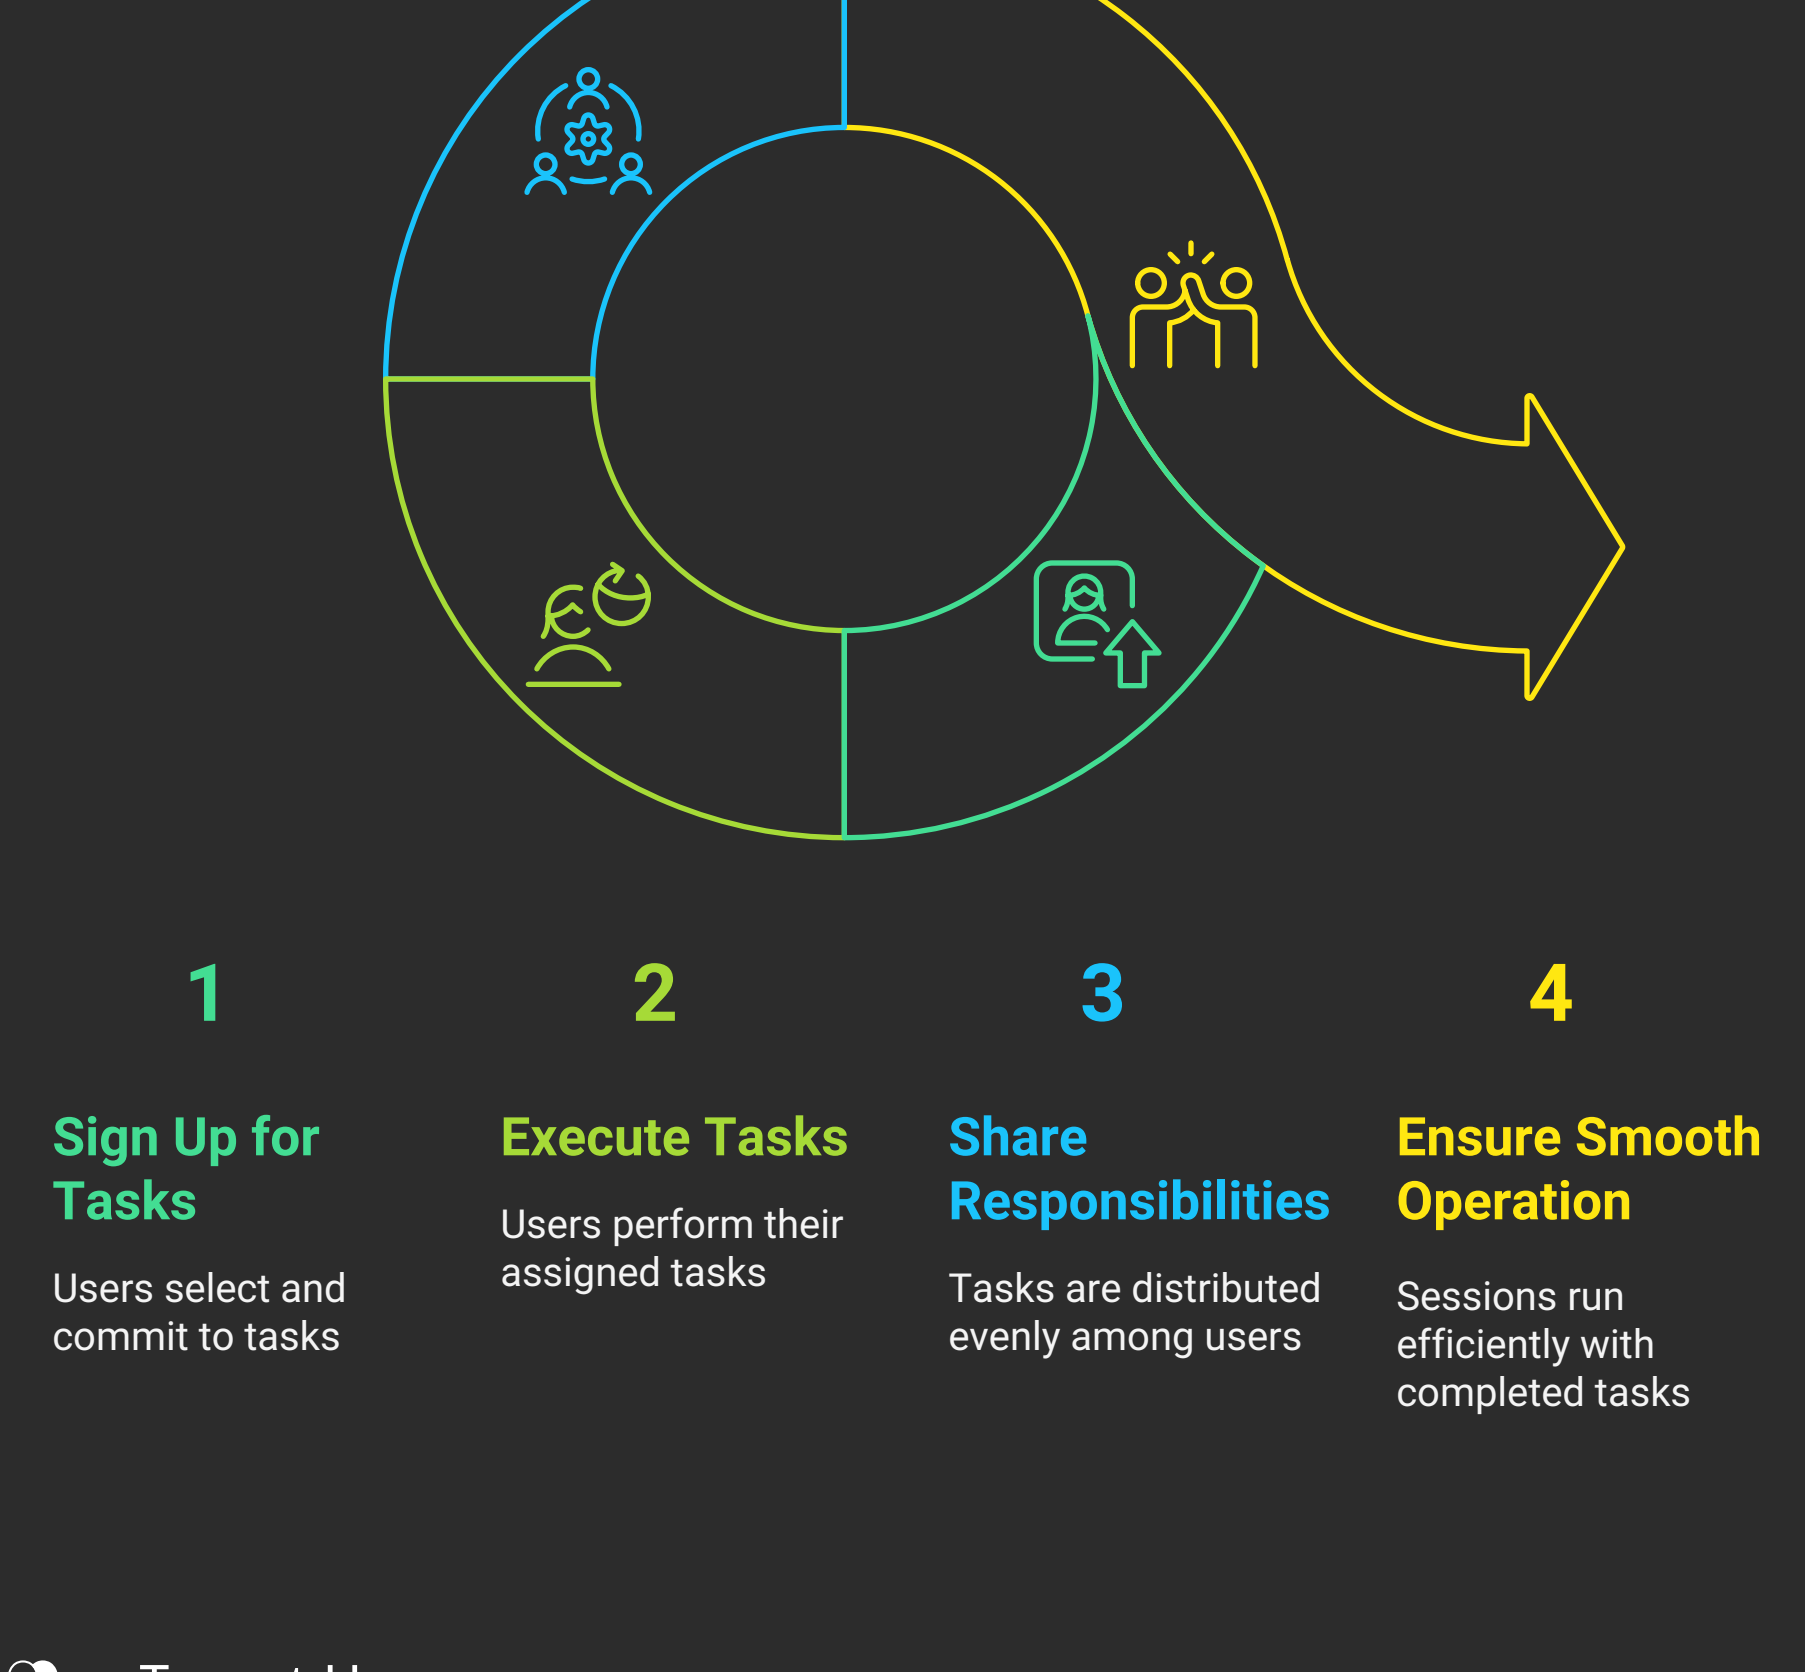 1
Sign Up for
Tasks
Users select and
commit to tasks
2
Execute Tasks
Users perform their
assigned tasks
3
Share
Responsibilities
Tasks are distributed
evenly among users
4
Ensure Smooth
Operation
Sessions run
efficiently with
completed tasks